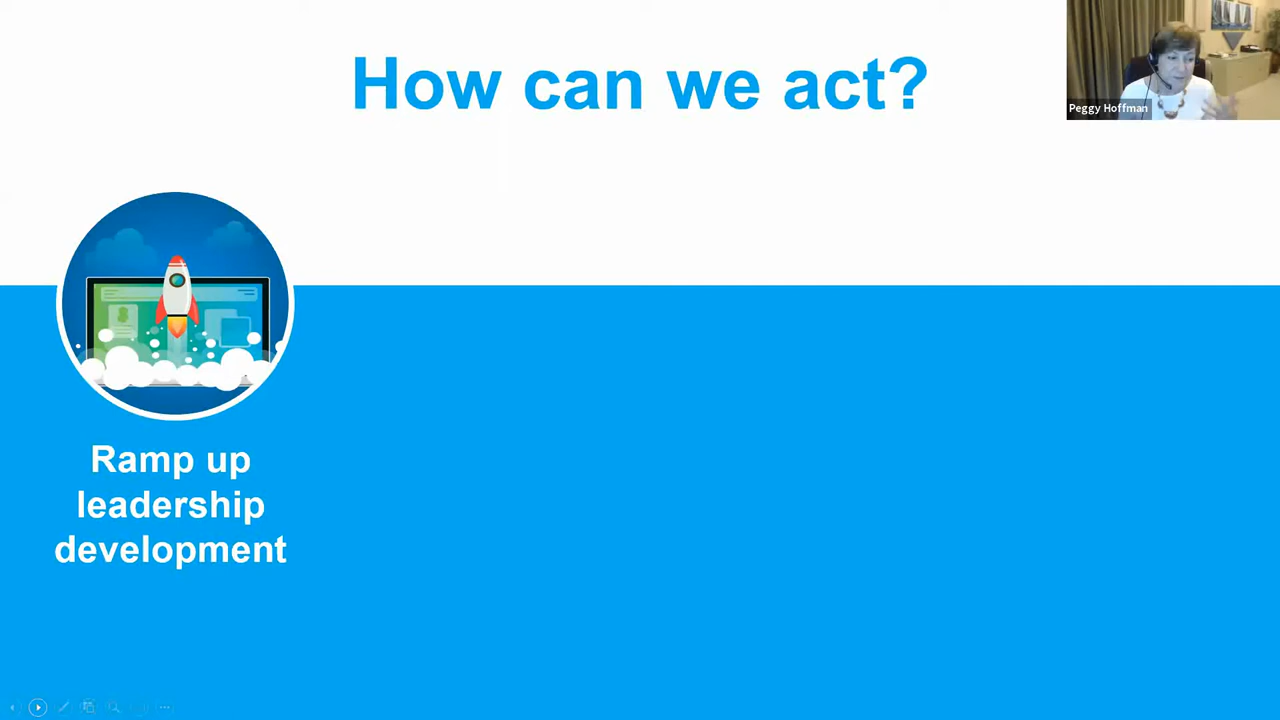 How can we act?
Peggy Hoffman
Ramp up
leadership
development